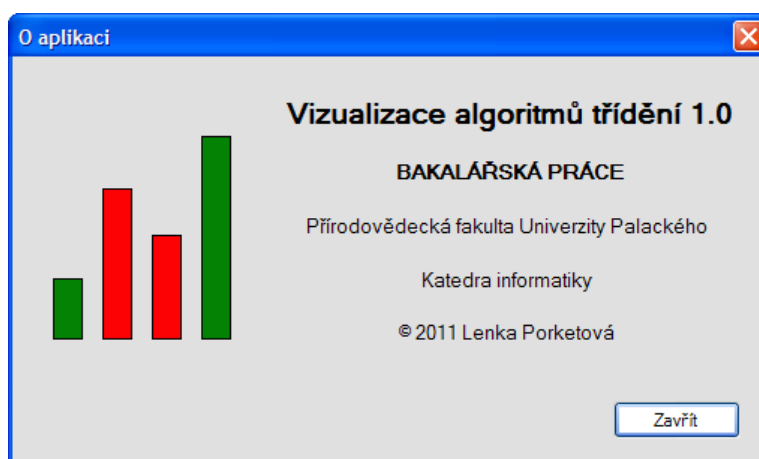 O aplikaci
Vizualizace algoritmů třídění 1.0
BAKALÁŘSKÁ PRÁCE
Přírodovědecká fakulta Univerzity Palackého
Katedra informatiky
© 2011 Lenka Porketová
Zavřít